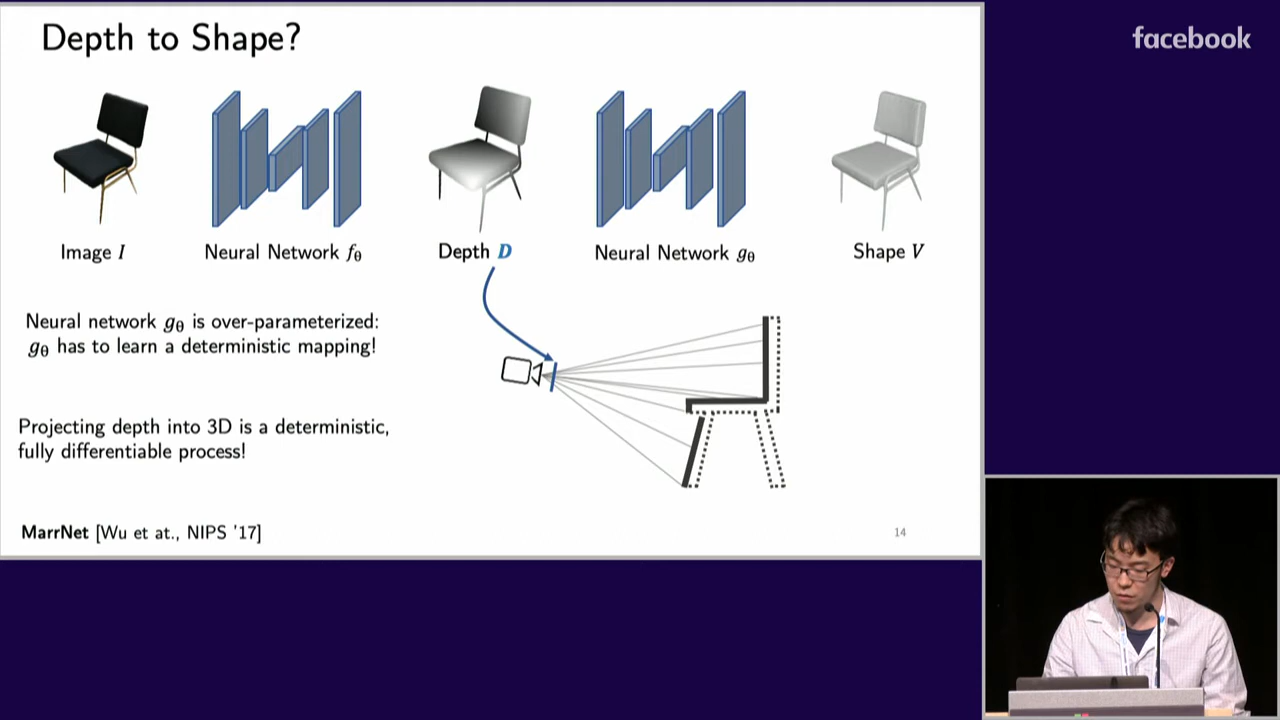 Depth to Shape?
facebook
Image I
Neural Network fθ
Depth D
Neural Network gθ
Shape V
Neural network gθ is over-parameterized:
gθ has to learn a deterministic mapping!
Projecting depth into 3D is a deterministic,
fully differentiable process!
MarrNet [Wu et at., NIPS '17]
14